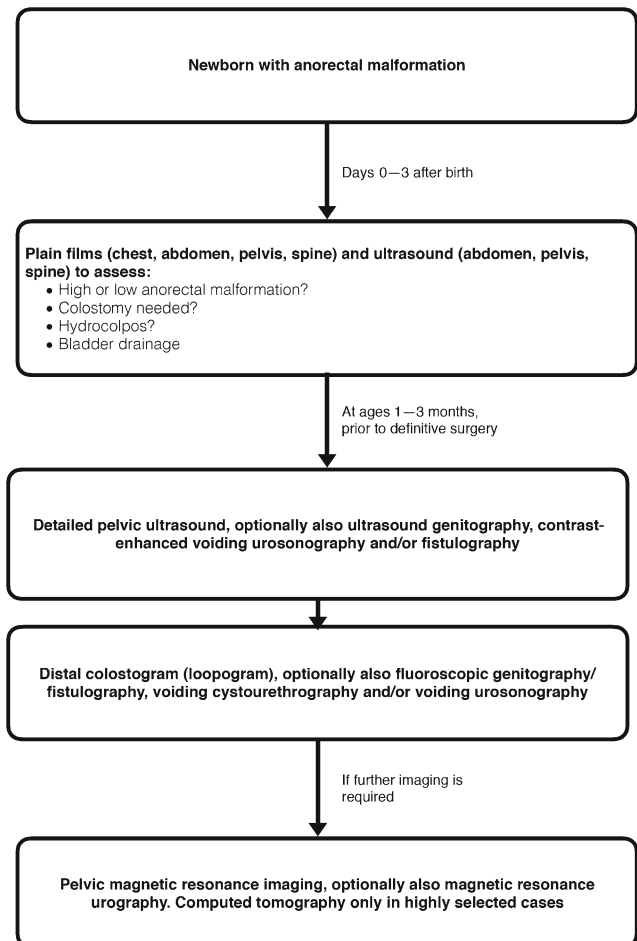 Newborn with anorectal malformation
Days 0—3 after birth
Plain films (chest, abdomen, pelvis, spine) and ultrasound (abdomen, pelvis,
spine) to assess:
• High or low anorectal malformation?
• Colostomy needed?
• Hydrocolpos?
• Bladder drainage
At ages 1—3 months,
prior to definitive surgery
Detailed pelvic ultrasound, optionally also ultrasound genitography, contrast-
enhanced voiding urosonography and/or fistulography
Distal colostogram (loopogram), optionally also fluoroscopic genitography/
fistulography, voiding cystourethrography and/or voiding urosonography
If further imaging is
required
Pelvic magnetic resonance imaging, optionally also magnetic resonance
urography. Computed tomography only in highly selected cases